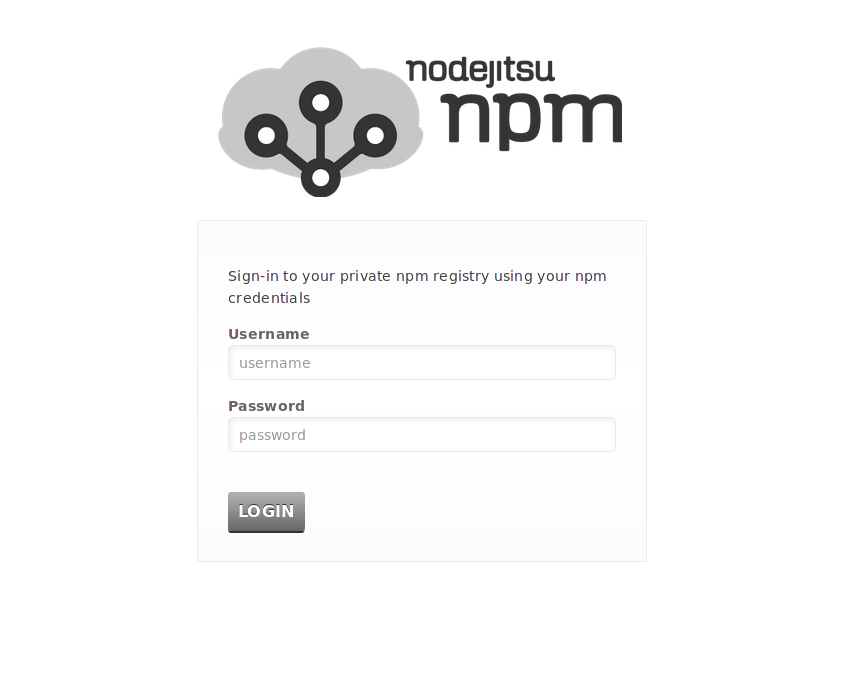 nodejitsu
npm
Sign-in to your private npm registry using your npm
credentials
Username
username
Password
password
LOGIN